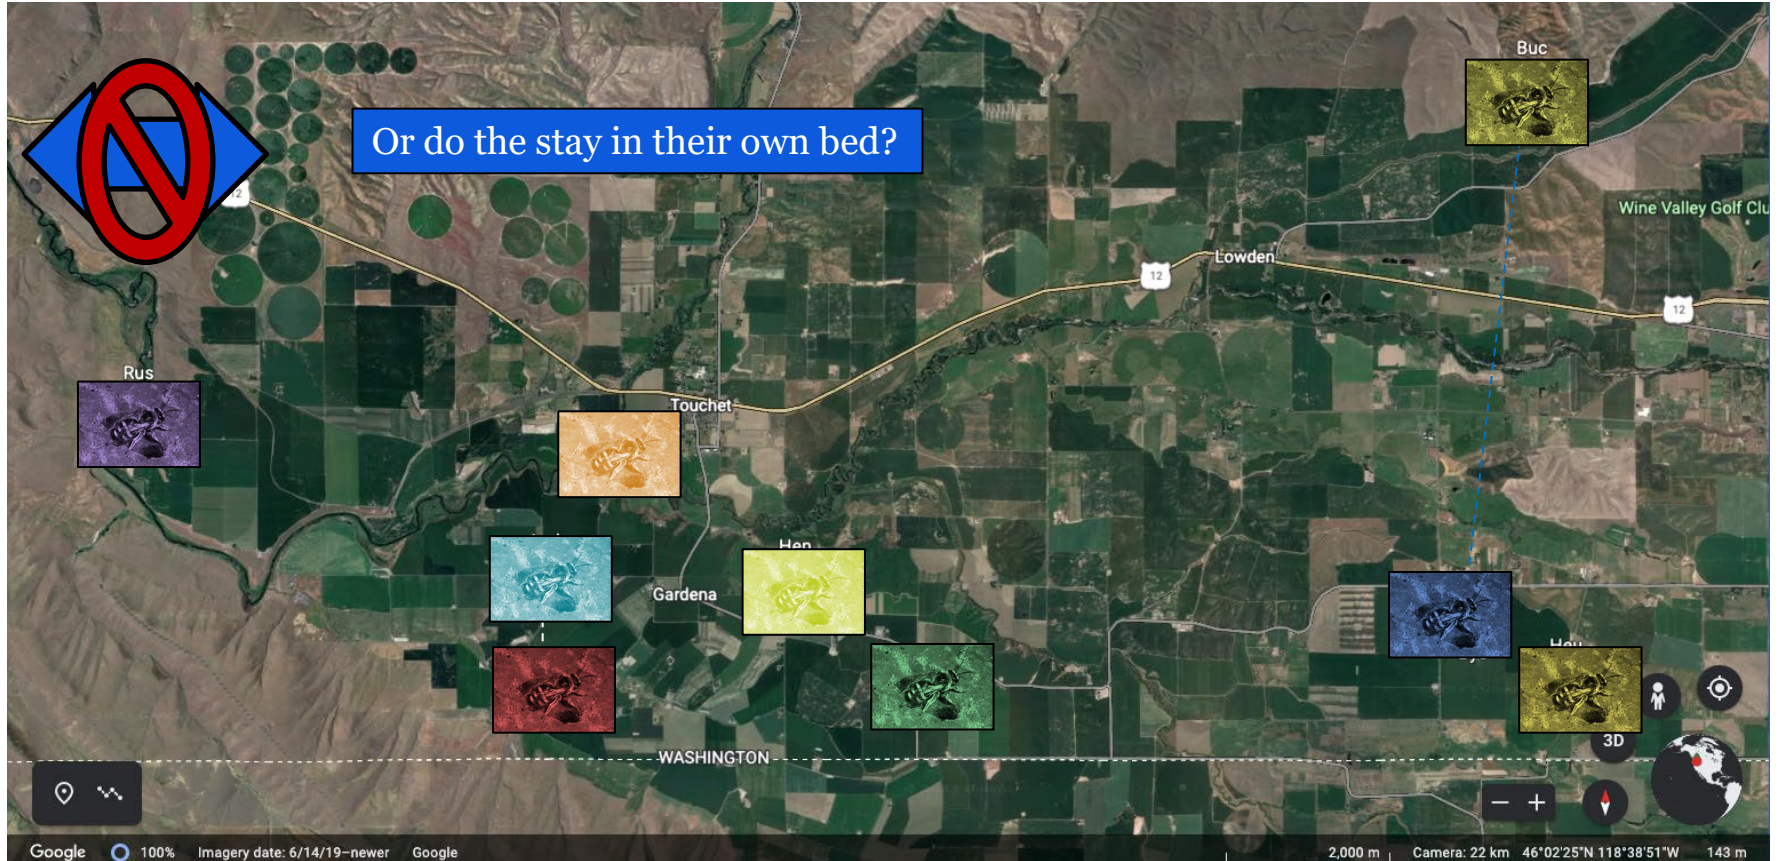 Buc
Or do the stay in their own bed?
12
Wine Valley Golf Clu
Lowden
12
12
Rus
Touchet
Gardena
WASHINGTON
3D
Google
100%
Imagery date: 6/14/19–newer
Google
2,000 m
Camera: 22 km
46°02'25"N 118°38'51"W
143 m